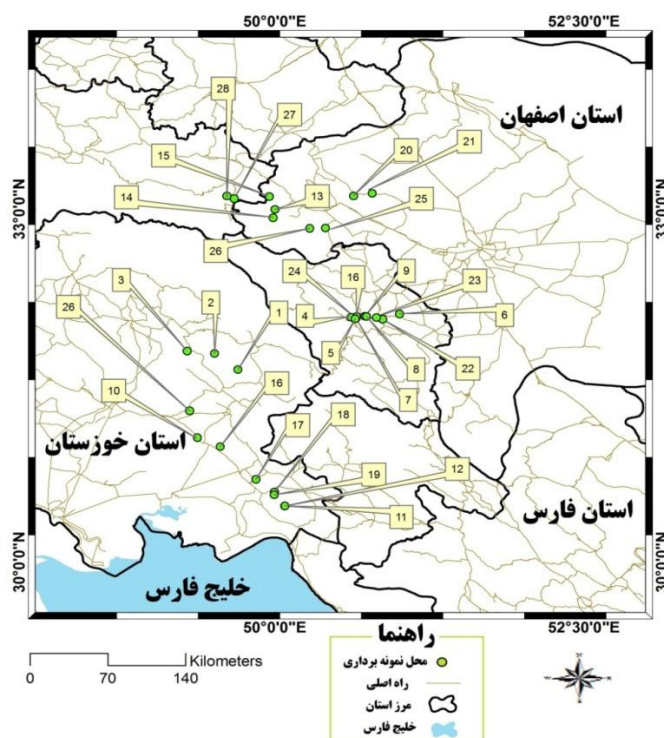 50°0'0"E
52°30'0"E
28
27
استان اصفهان
20
21
15
33°0'0"N
33°0'0"N
14
13
25
26
24
16
9
23
3
2
1
4
6
26
5
8
22
7
10
16
17
18
استان خوزستان
19
12
11
استان فارس
30°0'0"N
30°0'0"N
خلیج فارس
50°0'0"E
52°30'0"E
راهنما
محل نمونه برداری
راه اصلی
مرز استان
خلیج فارس
Kilometers
0
70
140